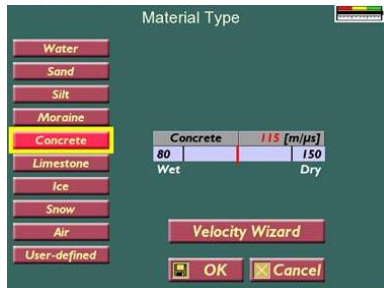 Material Type
Water
Sand
Silt
Moraine
Concrete
Limestone
Ice
Snow
Air
User-defined
Concrete 115 [m/µs]
80 150
Wet Dry
Velocity Wizard
OK Cancel